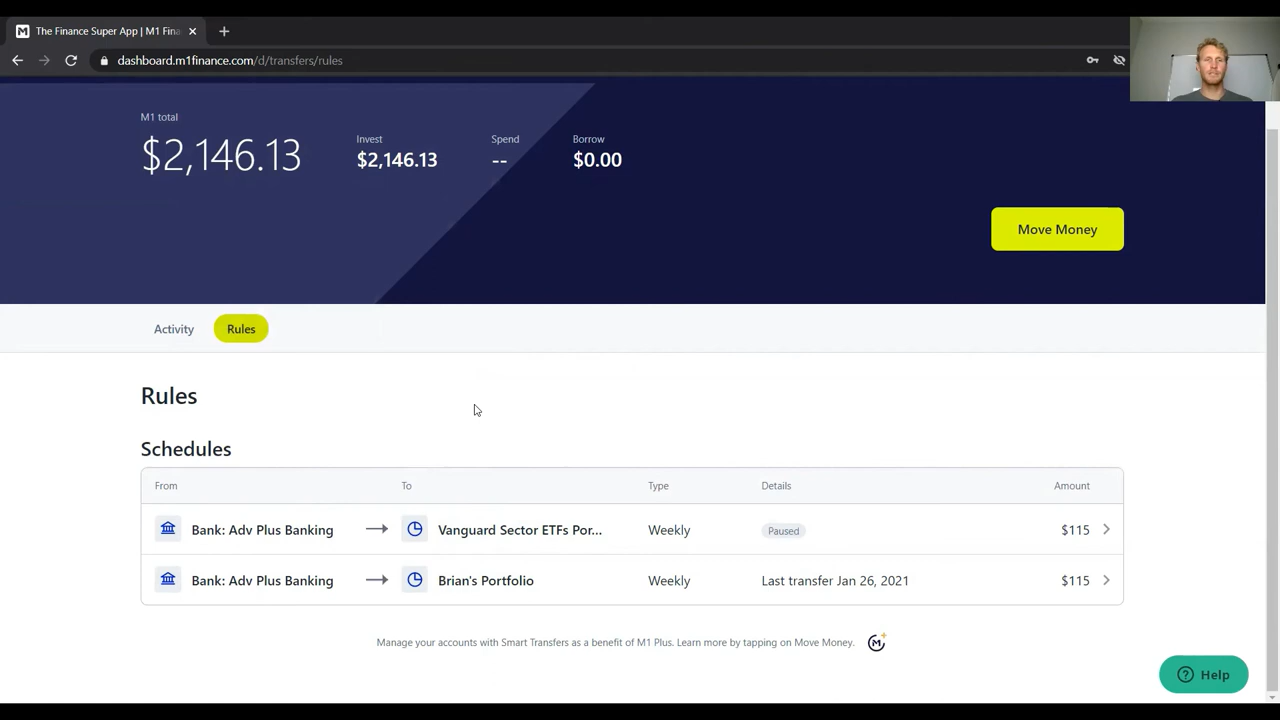 The Finance Super App | M1 Fina
dashboard.m1finance.com/d/transfers/rules
M1 total
$2,146.13
Invest
$2,146.13
Spend
--
Borrow
$0.00
Move Money
Activity
Rules
Rules
Schedules
From To Type Details Amount
Bank: Adv Plus Banking Vanguard Sector ETFs Por... Weekly Paused $115
Bank: Adv Plus Banking Brian's Portfolio Weekly Last transfer Jan 26, 2021 $115
Manage your accounts with Smart Transfers as a benefit of M1 Plus. Learn more by tapping on Move Money.
Help